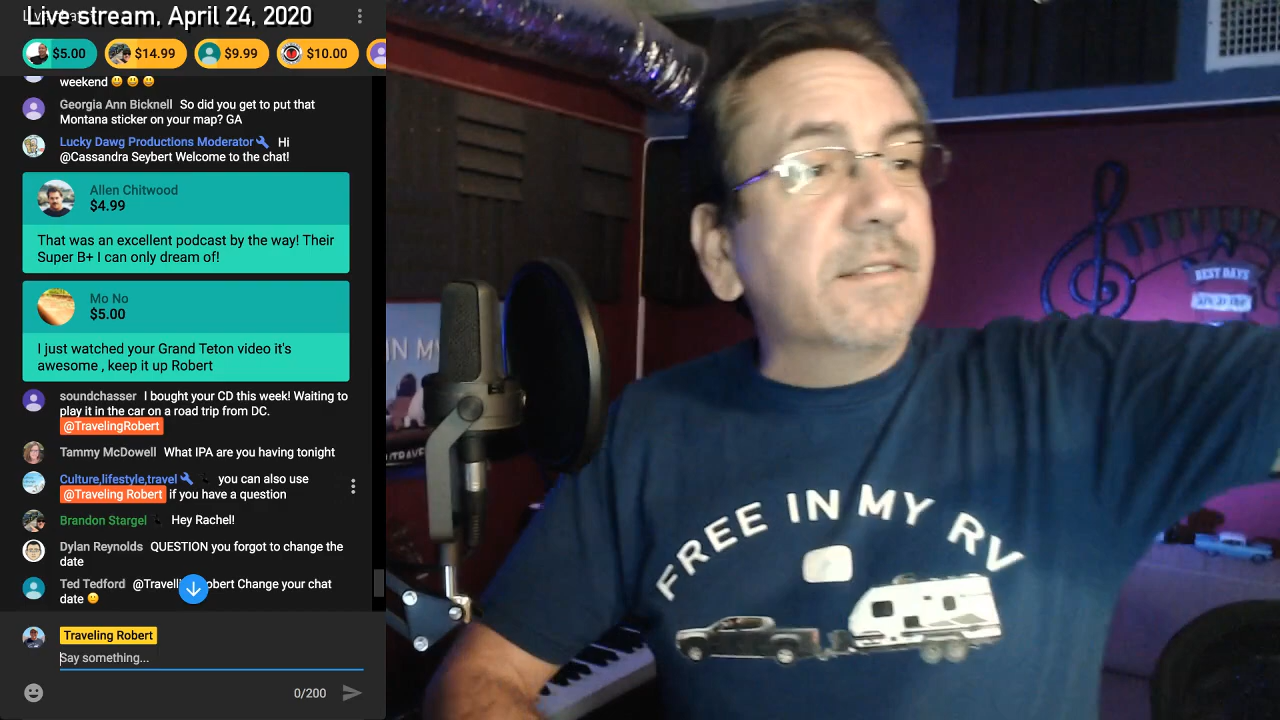 Live stream, April 24, 2020
$5.00
$14.99
$9.99
$10.00
weekend
Georgia Ann Bicknell So did you get to put that
Montana sticker on your map? GA
Lucky Dawg Productions Moderator Hi
@Cassandra Seybert Welcome to the chat!
Allen Chitwood
$4.99
That was an excellent podcast by the way! Their
Super B+ I can only dream of!
Mo No
$5.00
I just watched your Grand Teton video it's
awesome , keep it up Robert
soundchasser I bought your CD this week! Waiting to
play it in the car on a road trip from DC.
@TravelingRobert
Tammy McDowell What IPA are you having tonight
Culture,lifestyle,travel you can also use
@Traveling Robert if you have a question
Brandon Stargel Hey Rachel!
Dylan Reynolds QUESTION you forgot to change the
date
Ted Tedford @Travelli obert Change your chat
date
Traveling Robert
Say something...
0/200
IN MY
FREE IN MY RV
BEST DAYS